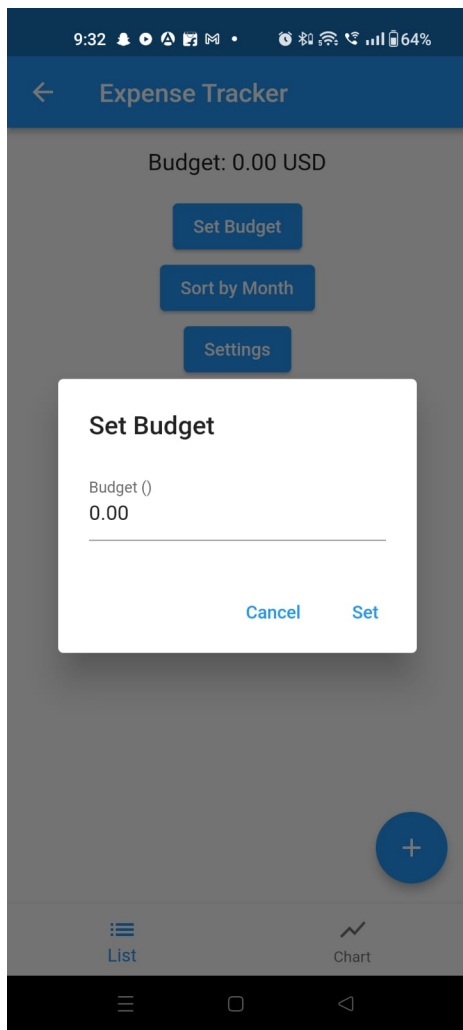 9:32
64%
Expense Tracker
Budget: 0.00 USD
Set Budget
Sort by Month
Settings
Set Budget
Budget ()
0.00
Cancel Set
List Chart